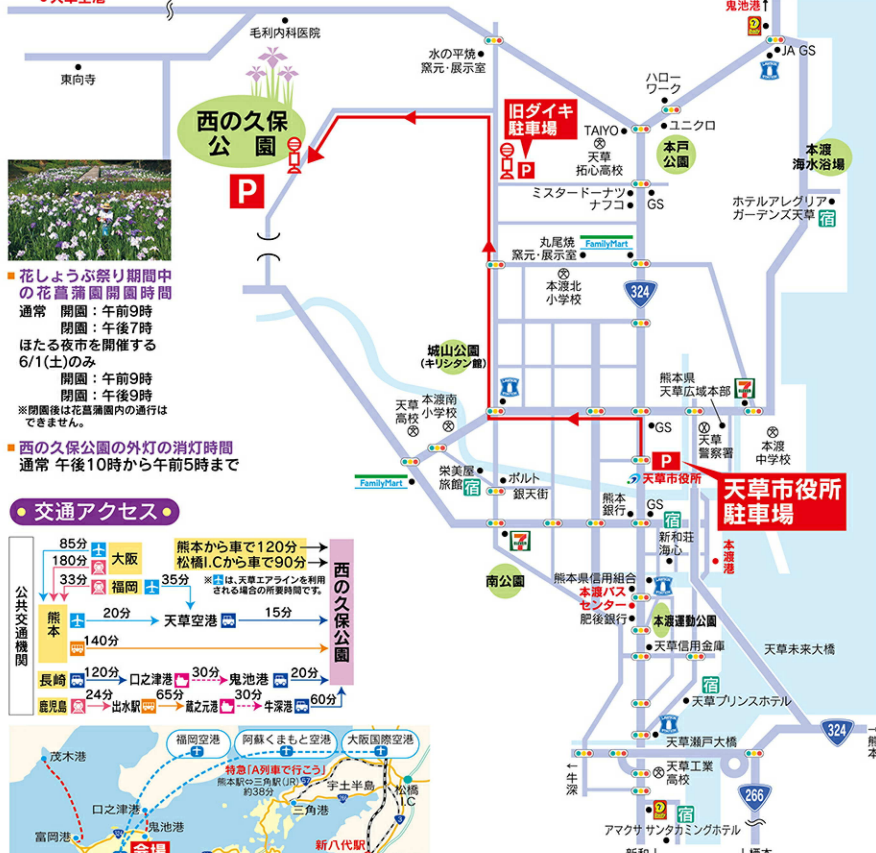 鬼池港↑
毛利内科医院
東向寺
水の平焼
窯元・展示室
JA GS
ハロー
ワーク
ユニクロ
西の久保
公園
旧ダイキ
駐車場
P
P
TAIYO
天草
拓心高校
本戸
公園
本渡
海水浴場
ミスタードーナツ
ナフコ
GS
ホテルアレグリア
ガーデンズ天草
宿
丸尾焼
窯元・展示室
FamilyMart
本渡北
小学校
324
■花しょうぶ祭り期間中
の花菖蒲園開園時間
通常 開園：午前9時
閉園：午後7時
ほたる夜市を開催する
6/1(土)のみ
開園：午前9時
閉園：午後9時
※閉園後は花菖蒲園内の通行は
できません。
■西の久保公園の外灯の消灯時間
通常 午後10時から午前5時まで
城山公園
(キリシタン館)
天草
高校
本渡南
小学校
熊本県
天草広域本部
GS
天草
警察署
本渡
中学校
P
天草市役所
天草市役所
駐車場
FamilyMart
栄美屋
旅館
宿
ポルト
銀天街
熊本
銀行
GS
宿
新和荘
海心
本渡港
南公園
熊本県信用組合
本渡バス
センター
肥後銀行
本渡運動公園
天草信用金庫
天草未来大橋
宿
天草プリンスホテル
天草瀬戸大橋
324
→熊本
←牛深
天草工業
高校
266
宿
アマクサ サンタカミングホテル
交通アクセス
公共交通機関
85分
180分
大阪
33分
福岡
35分
熊本から車で120分
松橋I.Cから車で90分
※は、天草エアラインを利用
される場合の所要時間です。
熊本
20分
天草空港
15分
140分
西の久保公園
長崎
120分
口之津港
30分
鬼池港
20分
鹿児島
24分
出水駅
65分
蔵之元港
30分
牛深港
60分
福岡空港
阿蘇くまもと空港
大阪国際空港
茂木港
特急「A列車で行こう」
熊本駅⇔三角駅(JR)
約38分
宇土半島
松橋
I.C
三角港
3
口之津港
鬼池港
富岡港
会場
新八代駅